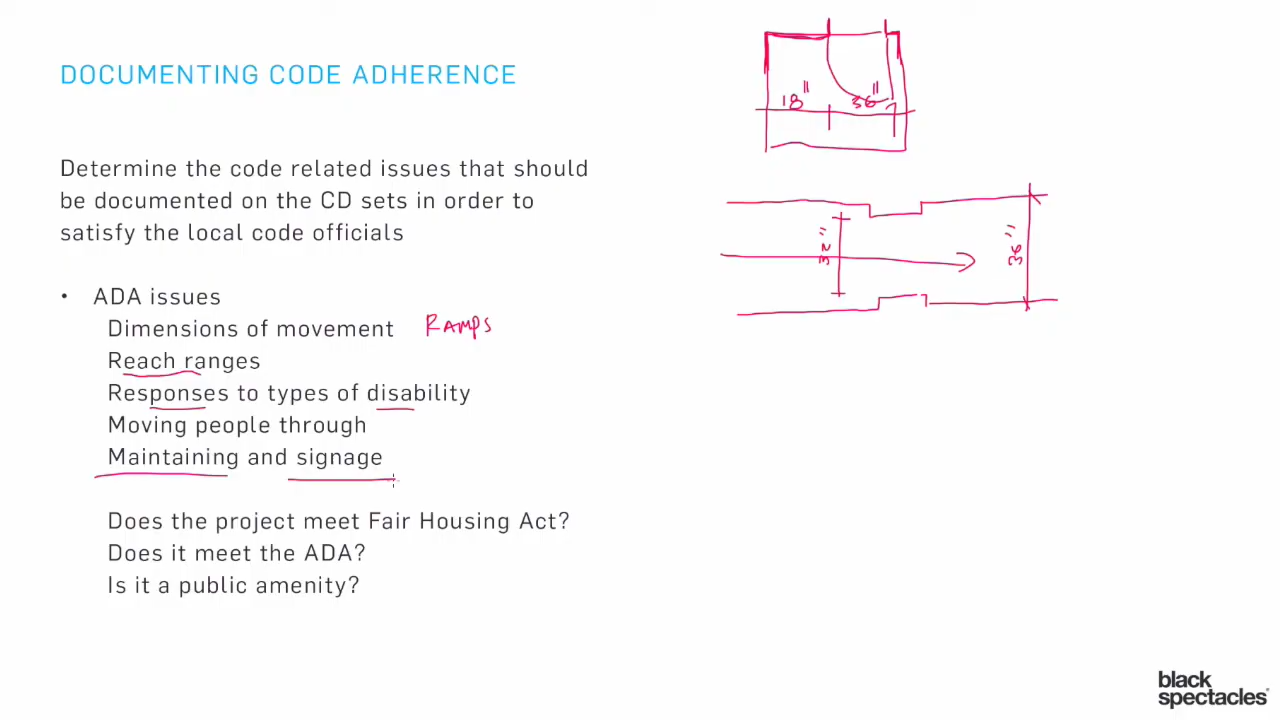 DOCUMENTING CODE ADHERENCE
Determine the code related issues that should
be documented on the CD sets in order to
satisfy the local code officials
• ADA issues
Dimensions of movement RAMPS
Reach ranges
Responses to types of disability
Moving people through
Maintaining and signage
Does the project meet Fair Housing Act?
Does it meet the ADA?
Is it a public amenity?
18" 36"
32" 36"
black
spectacles